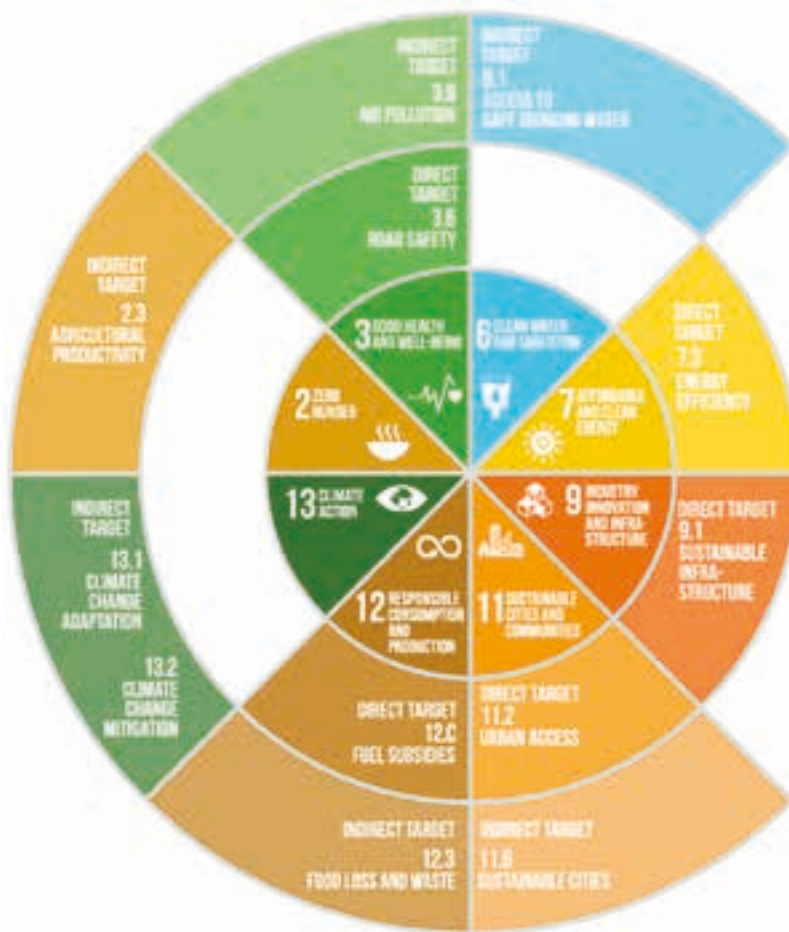 INDIRECT
TARGET
AIR POLLUTION
INDIRECT
TARGET
6.1
ACCESS TO
SAFE DRINKING WATER
DIRECT
TARGET
3.6
ROAD SAFETY
INDIRECT
TARGET
2.3
AGRICULTURAL
PRODUCTIVITY
3 GOOD HEALTH
AND WELL-BEING
6 CLEAN WATER
AND SANITATION
DIRECT
TARGET
7.3
ENERGY
EFFICIENCY
2 ZERO
HUNGER
7 AFFORDABLE
AND CLEAN
ENERGY
13 CLIMATE
ACTION
9 INDUSTRY
INNOVATION
AND INFRA-
STRUCTURE
INDIRECT
TARGET
13.1
CLIMATE
CHANGE
ADAPTATION
13.2
CLIMATE
CHANGE
MITIGATION
DIRECT TARGET
9.1
SUSTAINABLE
INFRA-
STRUCTURE
12 RESPONSIBLE
CONSUMPTION
AND
PRODUCTION
11 SUSTAINABLE
CITIES AND
COMMUNITIES
DIRECT TARGET
12.C
FUEL SUBSIDIES
DIRECT TARGET
11.2
URBAN ACCESS
INDIRECT TARGET
12.3
FOOD LOSS AND WASTE
INDIRECT TARGET
11.6
SUSTAINABLE CITIES